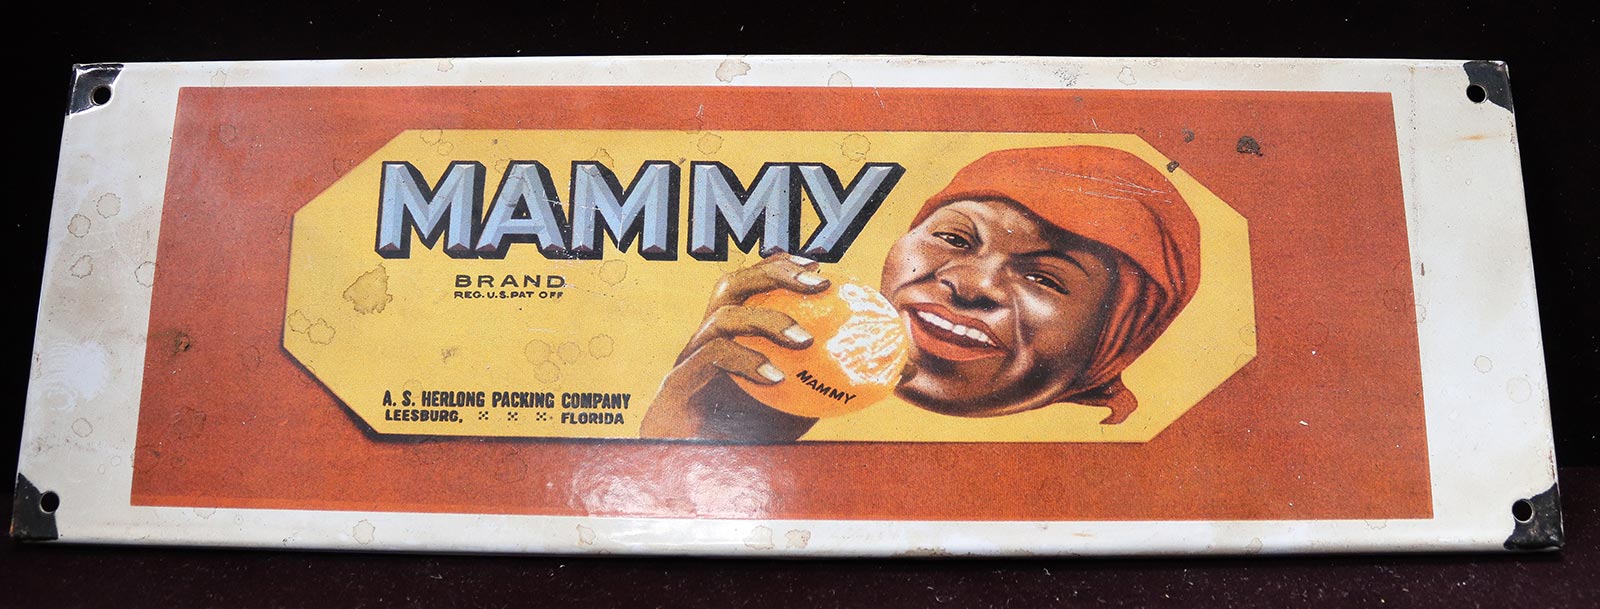 MAMMY
BRAND
REG. U.S. PAT OFF
MAMMY
A. S. HERLONG PACKING COMPANY
LEESBURG, FLORIDA